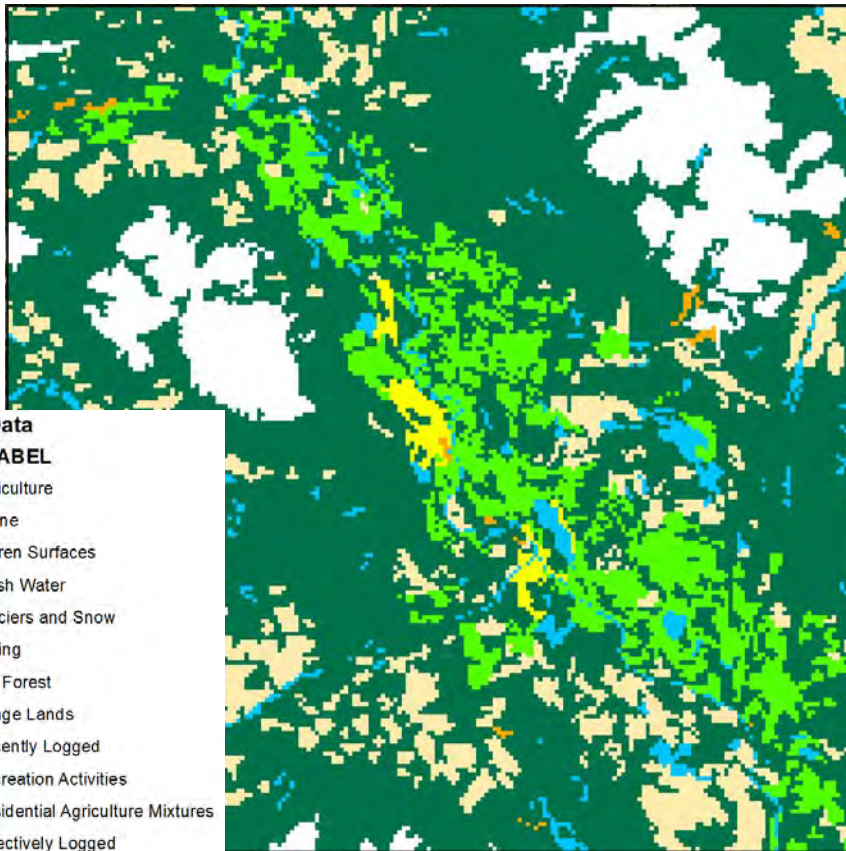 ata
ABEL
iculture
ne
ren Surfaces
sh Water
ciers and Snow
ing
Forest
ge Lands
ently Logged
reation Activities
sidential Agriculture Mixtures
ectively Logged